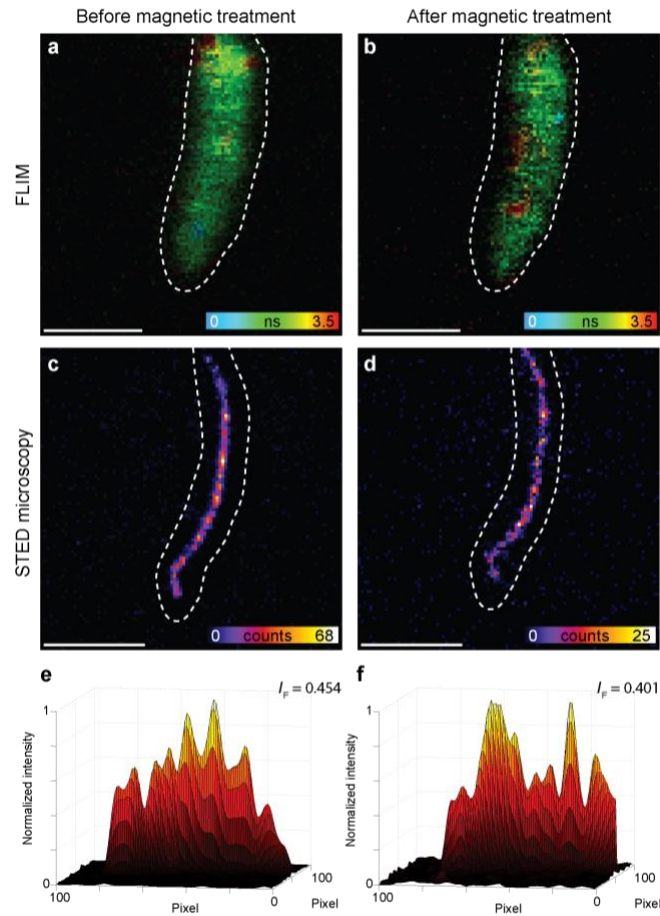 Before magnetic treatment
After magnetic treatment
a
b
FLIM
0 ns 3.5
0 ns 3.5
c
d
STED microscopy
0 counts 68
0 counts 25
e
I_F = 0.454
f
I_F = 0.401
1
Normalized intensity
0
100
Pixel
0
100
Pixel
1
Normalized intensity
0
100
Pixel
0
100
Pixel